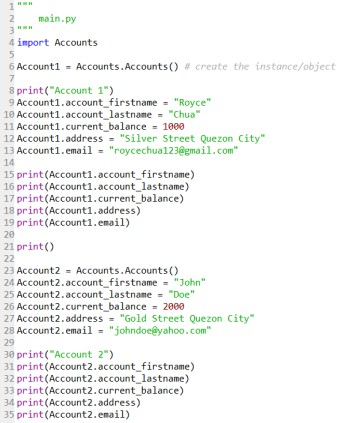 1 """
2     main.py
3 """
4 import Accounts
5
6 Account1 = Accounts.Accounts() # create the instance/object
7
8 print("Account 1")
9 Account1.account_firstname = "Royce"
10 Account1.account_lastname = "Chua"
11 Account1.current_balance = 1000
12 Account1.address = "Silver Street Quezon City"
13 Account1.email = "roycechua123@gmail.com"
14
15 print(Account1.account_firstname)
16 print(Account1.account_lastname)
17 print(Account1.current_balance)
18 print(Account1.address)
19 print(Account1.email)
20
21 print()
22
23 Account2 = Accounts.Accounts()
24 Account2.account_firstname = "John"
25 Account2.account_lastname = "Doe"
26 Account2.current_balance = 2000
27 Account2.address = "Gold Street Quezon City"
28 Account2.email = "johndoe@yahoo.com"
29
30 print("Account 2")
31 print(Account2.account_firstname)
32 print(Account2.account_lastname)
33 print(Account2.current_balance)
34 print(Account2.address)
35 print(Account2.email)